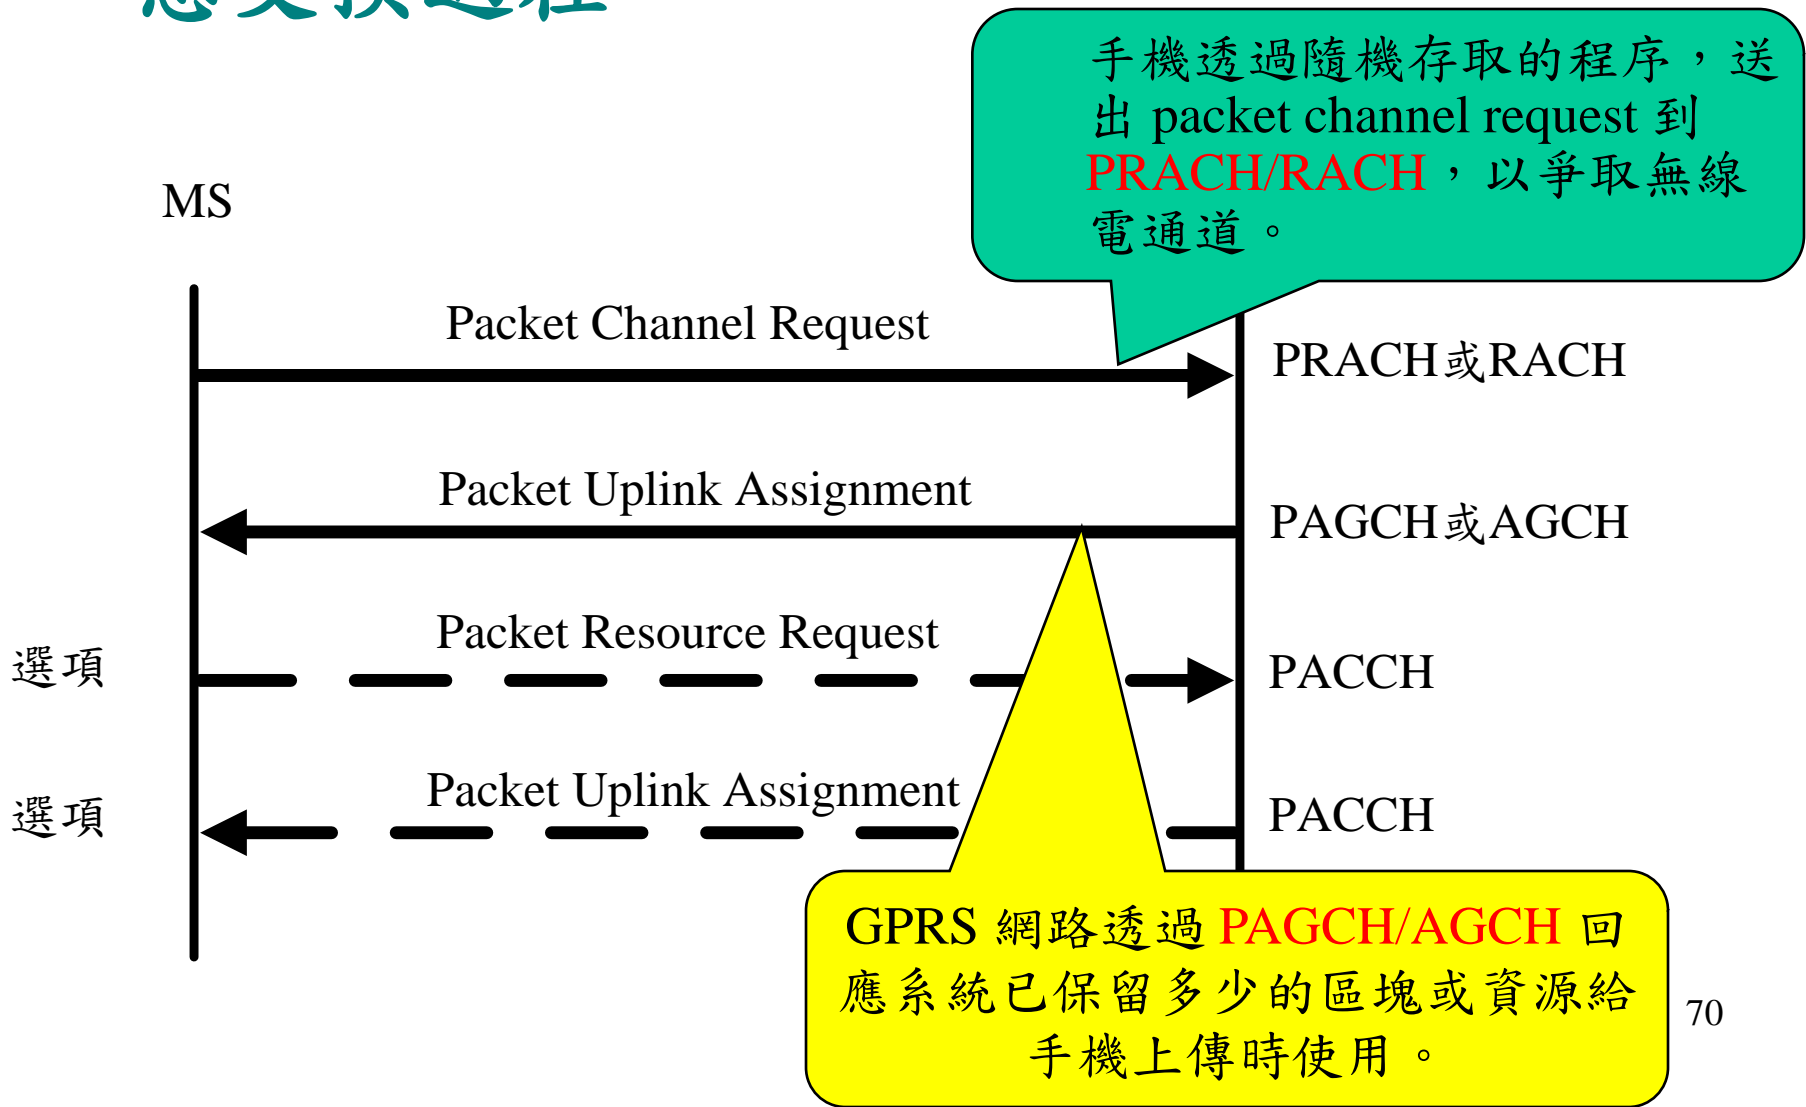 手機透過隨機存取的程序，送
出 packet channel request 到
PRACH/RACH，以爭取無線
電通道。
MS
Packet Channel Request
PRACH或RACH
Packet Uplink Assignment
PAGCH或AGCH
選項
Packet Resource Request
PACCH
選項
Packet Uplink Assignment
PACCH
GPRS 網路透過 PAGCH/AGCH 回
應系統已保留多少的區塊或資源給
手機上傳時使用。
70